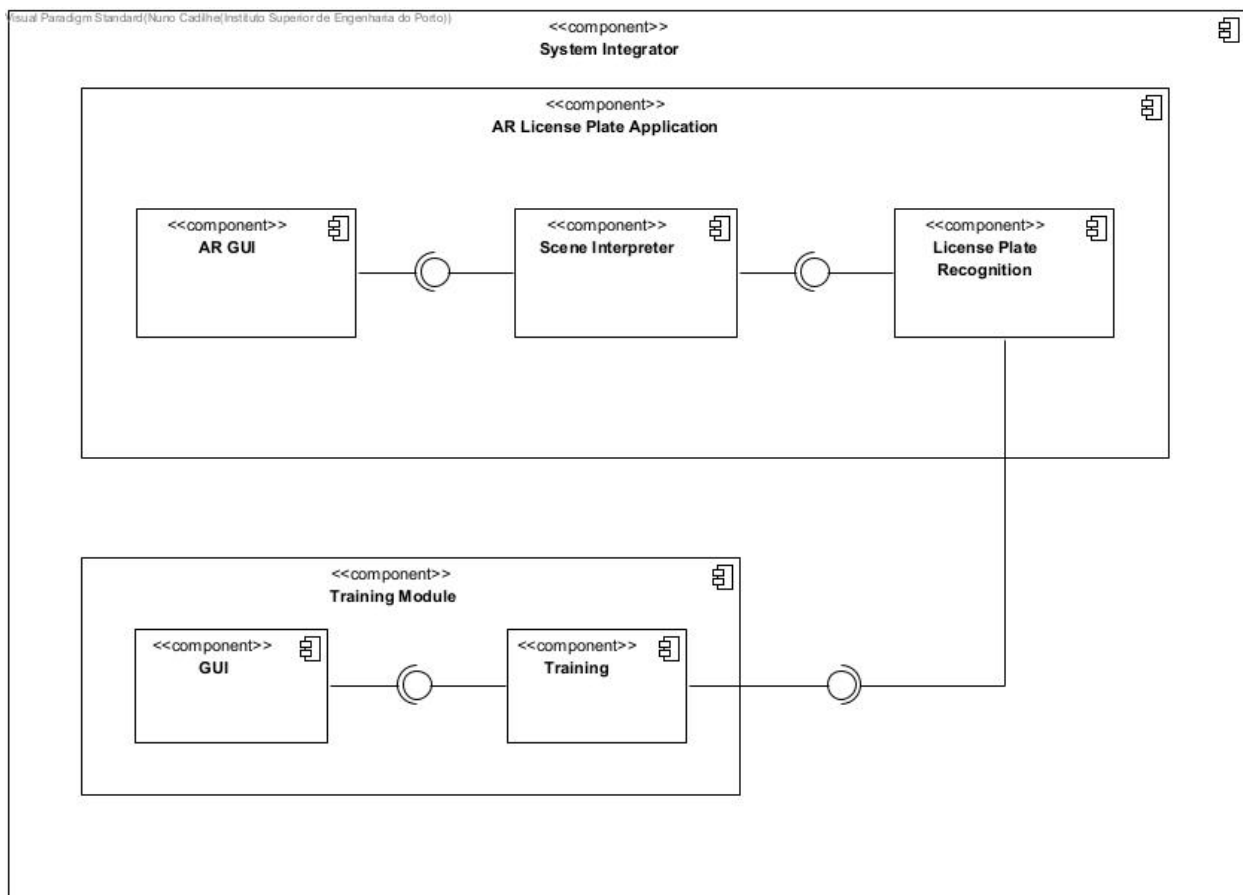 Visual Paradigm Standard(Nuno Cadilhe(Instituto Superior de Engenharia do Porto))
<<component>>
System Integrator
<<component>>
AR License Plate Application
<<component>>
AR GUI
<<component>>
Scene Interpreter
<<component>>
License Plate
Recognition
<<component>>
Training Module
<<component>>
GUI
<<component>>
Training